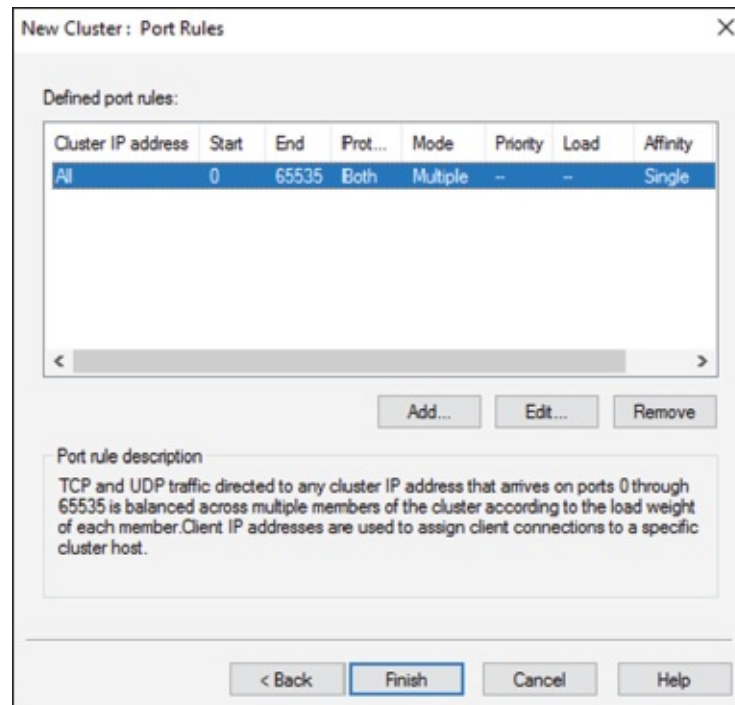 New Cluster: Port Rules
Defined port rules:
Cluster IP address Start End Prot... Mode Priority Load Affinity
All 0 65535 Both Multiple -- -- Single
Add... Edit... Remove
Port rule description
TCP and UDP traffic directed to any cluster IP address that arrives on ports 0 through
65535 is balanced across multiple members of the cluster according to the load weight
of each member.Client IP addresses are used to assign client connections to a specific
cluster host.
< Back Finish Cancel Help